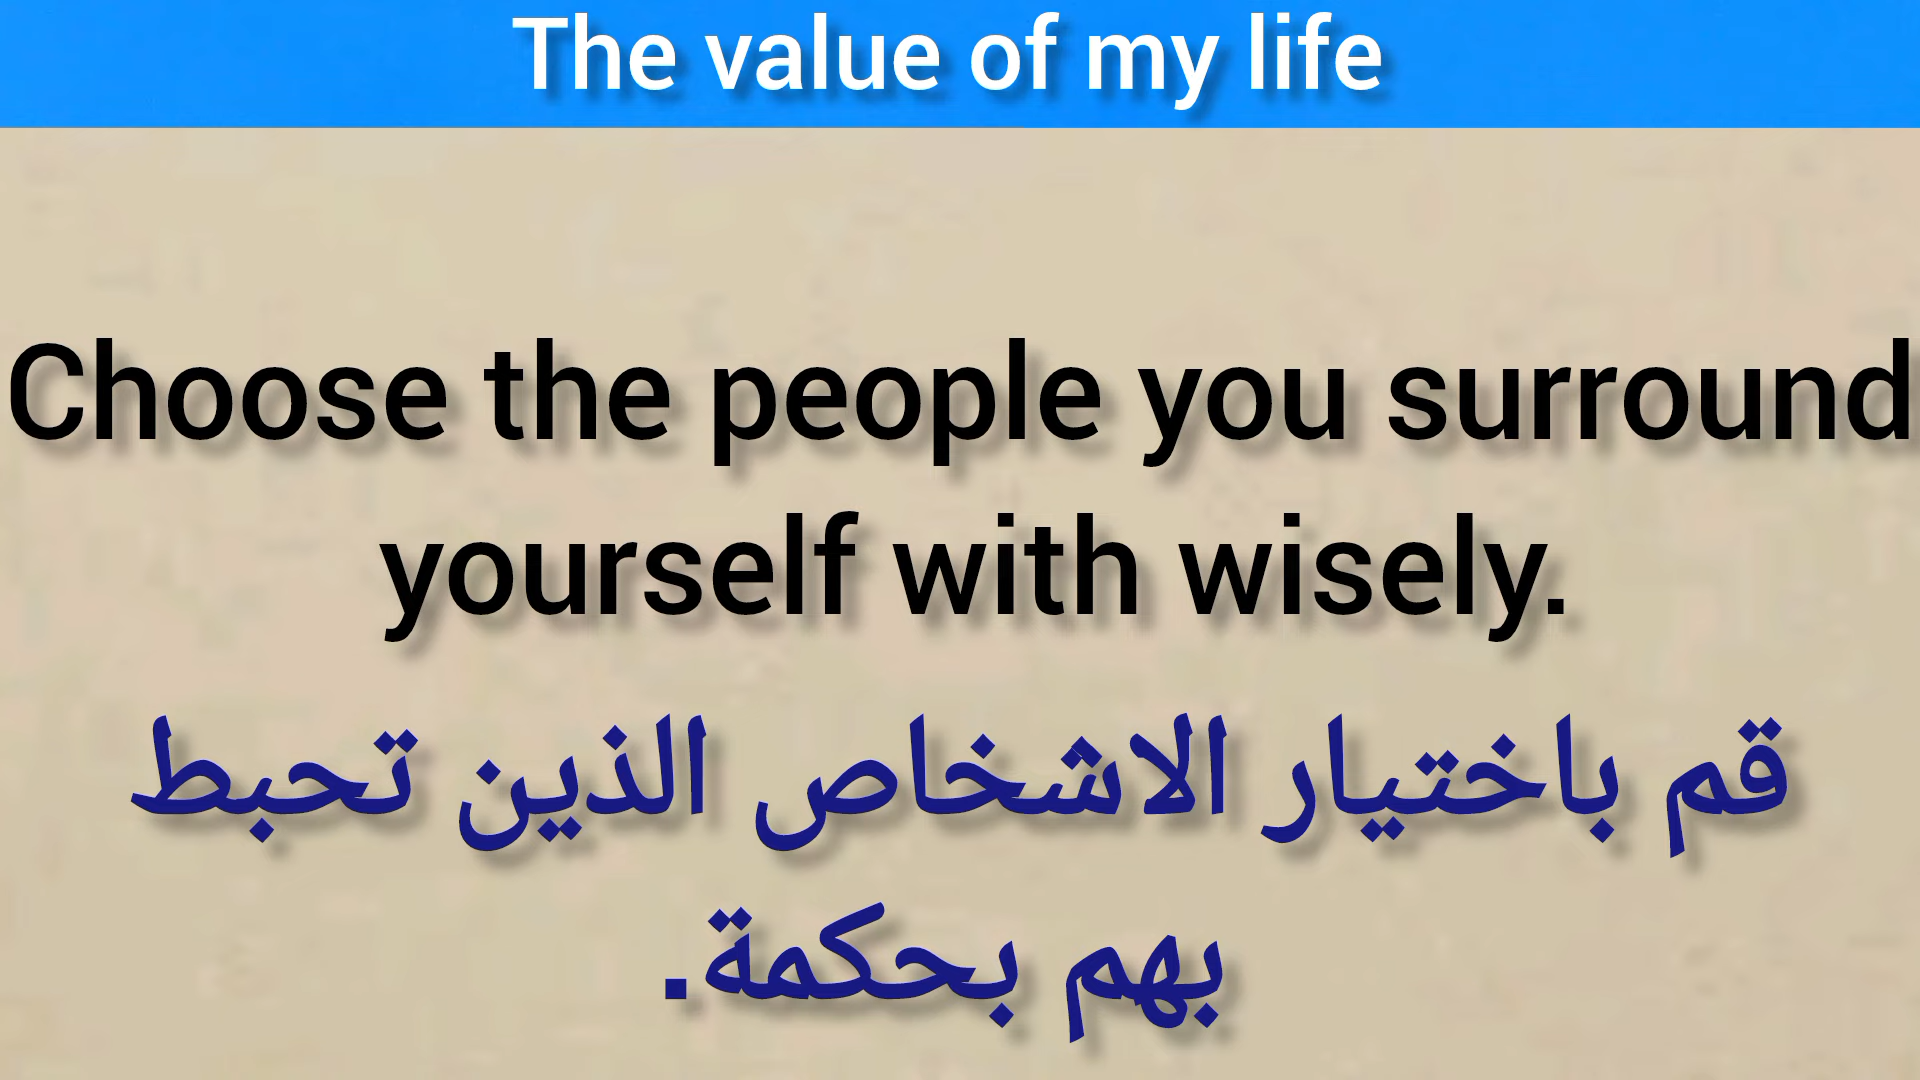 The value of my life
Choose the people you surround
yourself with wisely.
قم باختيار الاشخاص الذين تحبط
بهم بحكمة.